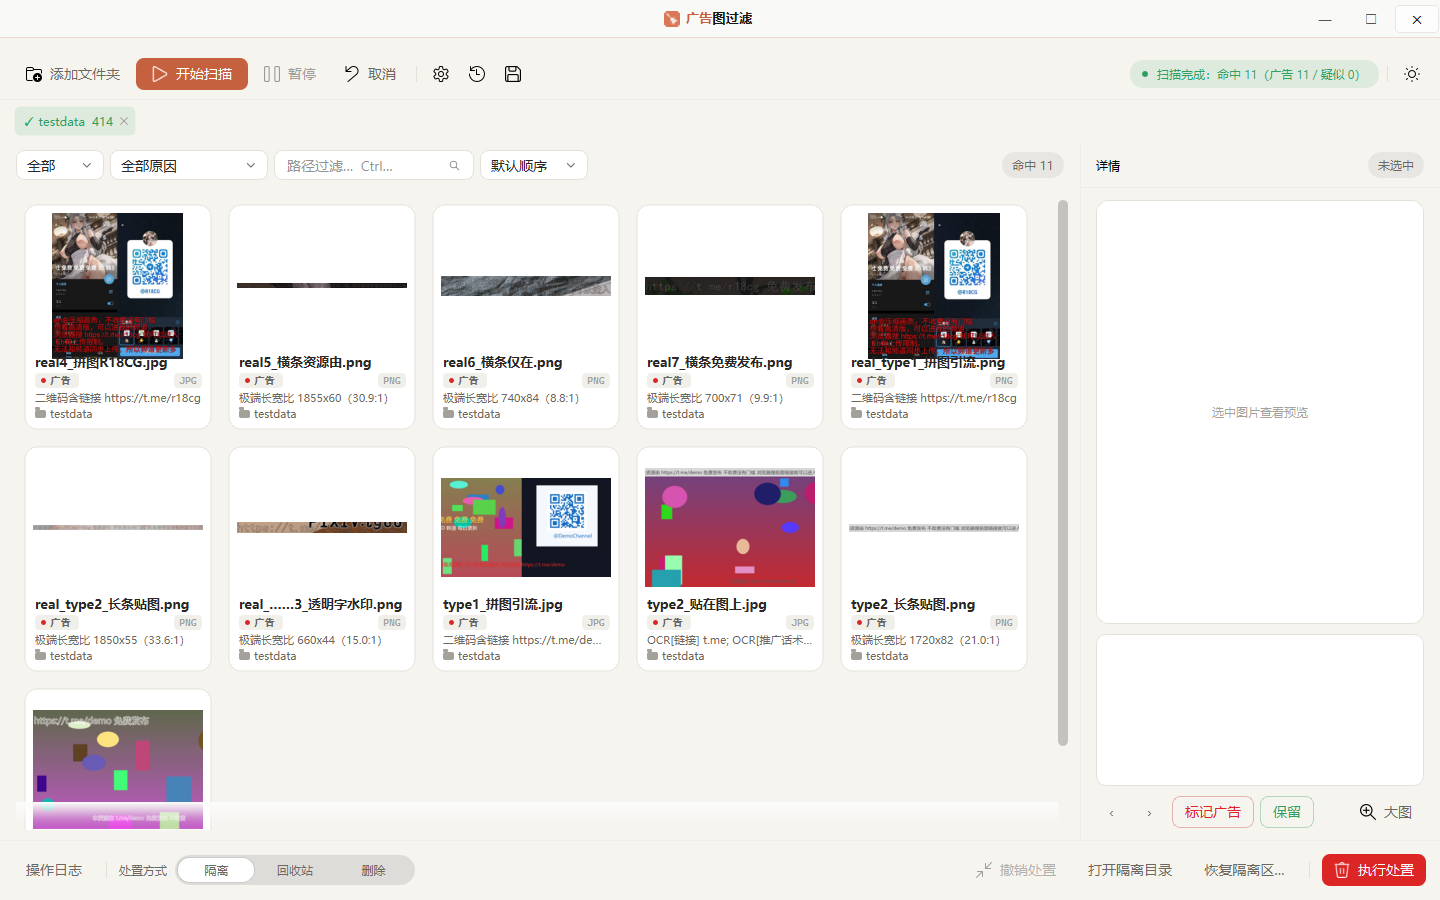 广告图过滤
添加文件夹
开始扫描
暂停
取消
扫描完成：命中 11（广告 11 / 疑似 0）
✓ testdata 414 ×
全部
全部原因
路径过滤... Ctrl...
默认顺序
命中 11
详情
未选中
@R18CG
real4_拼图R18CG.jpg
广告 JPG
二维码含链接 https://t.me/r18cg
testdata
real5_横条资源由.png
广告 PNG
极端长宽比 1855x60（30.9:1）
testdata
real6_横条仅在.png
广告 PNG
极端长宽比 740x84（8.8:1）
testdata
https://t.me/r18cg 免费发布
real7_横条免费发布.png
广告 PNG
极端长宽比 700x71（9.9:1）
testdata
@R18CG
real_type1_拼图引流.png
广告 PNG
二维码含链接 https://t.me/r18cg
testdata
选中图片查看预览
real_type2_长条贴图.png
广告 PNG
极端长宽比 1850x55（33.6:1）
testdata
real_......3_透明字水印.png
广告 PNG
极端长宽比 660x44（15.0:1）
testdata
免费 免费 免费
@DemoChannel
https://t.me/demo
type1_拼图引流.jpg
广告 JPG
二维码含链接 https://t.me/de...
testdata
type2_贴在图上.jpg
广告 JPG
OCR[链接] t.me; OCR[推广话术...
testdata
type2_长条贴图.png
广告 PNG
极端长宽比 1720x82（21.0:1）
testdata
https://t.me/demo 免费发布
‹
›
标记广告
保留
大图
操作日志
处置方式
隔离
回收站
删除
撤销处置
打开隔离目录
恢复隔离区...
执行处置